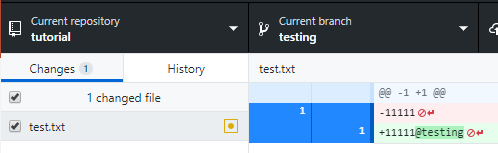 Current repository
tutorial
Current branch
testing
Changes 1
History
test.txt
1 changed file
test.txt
@@ -1 +1 @@
1 -11111
1 +11111@testing